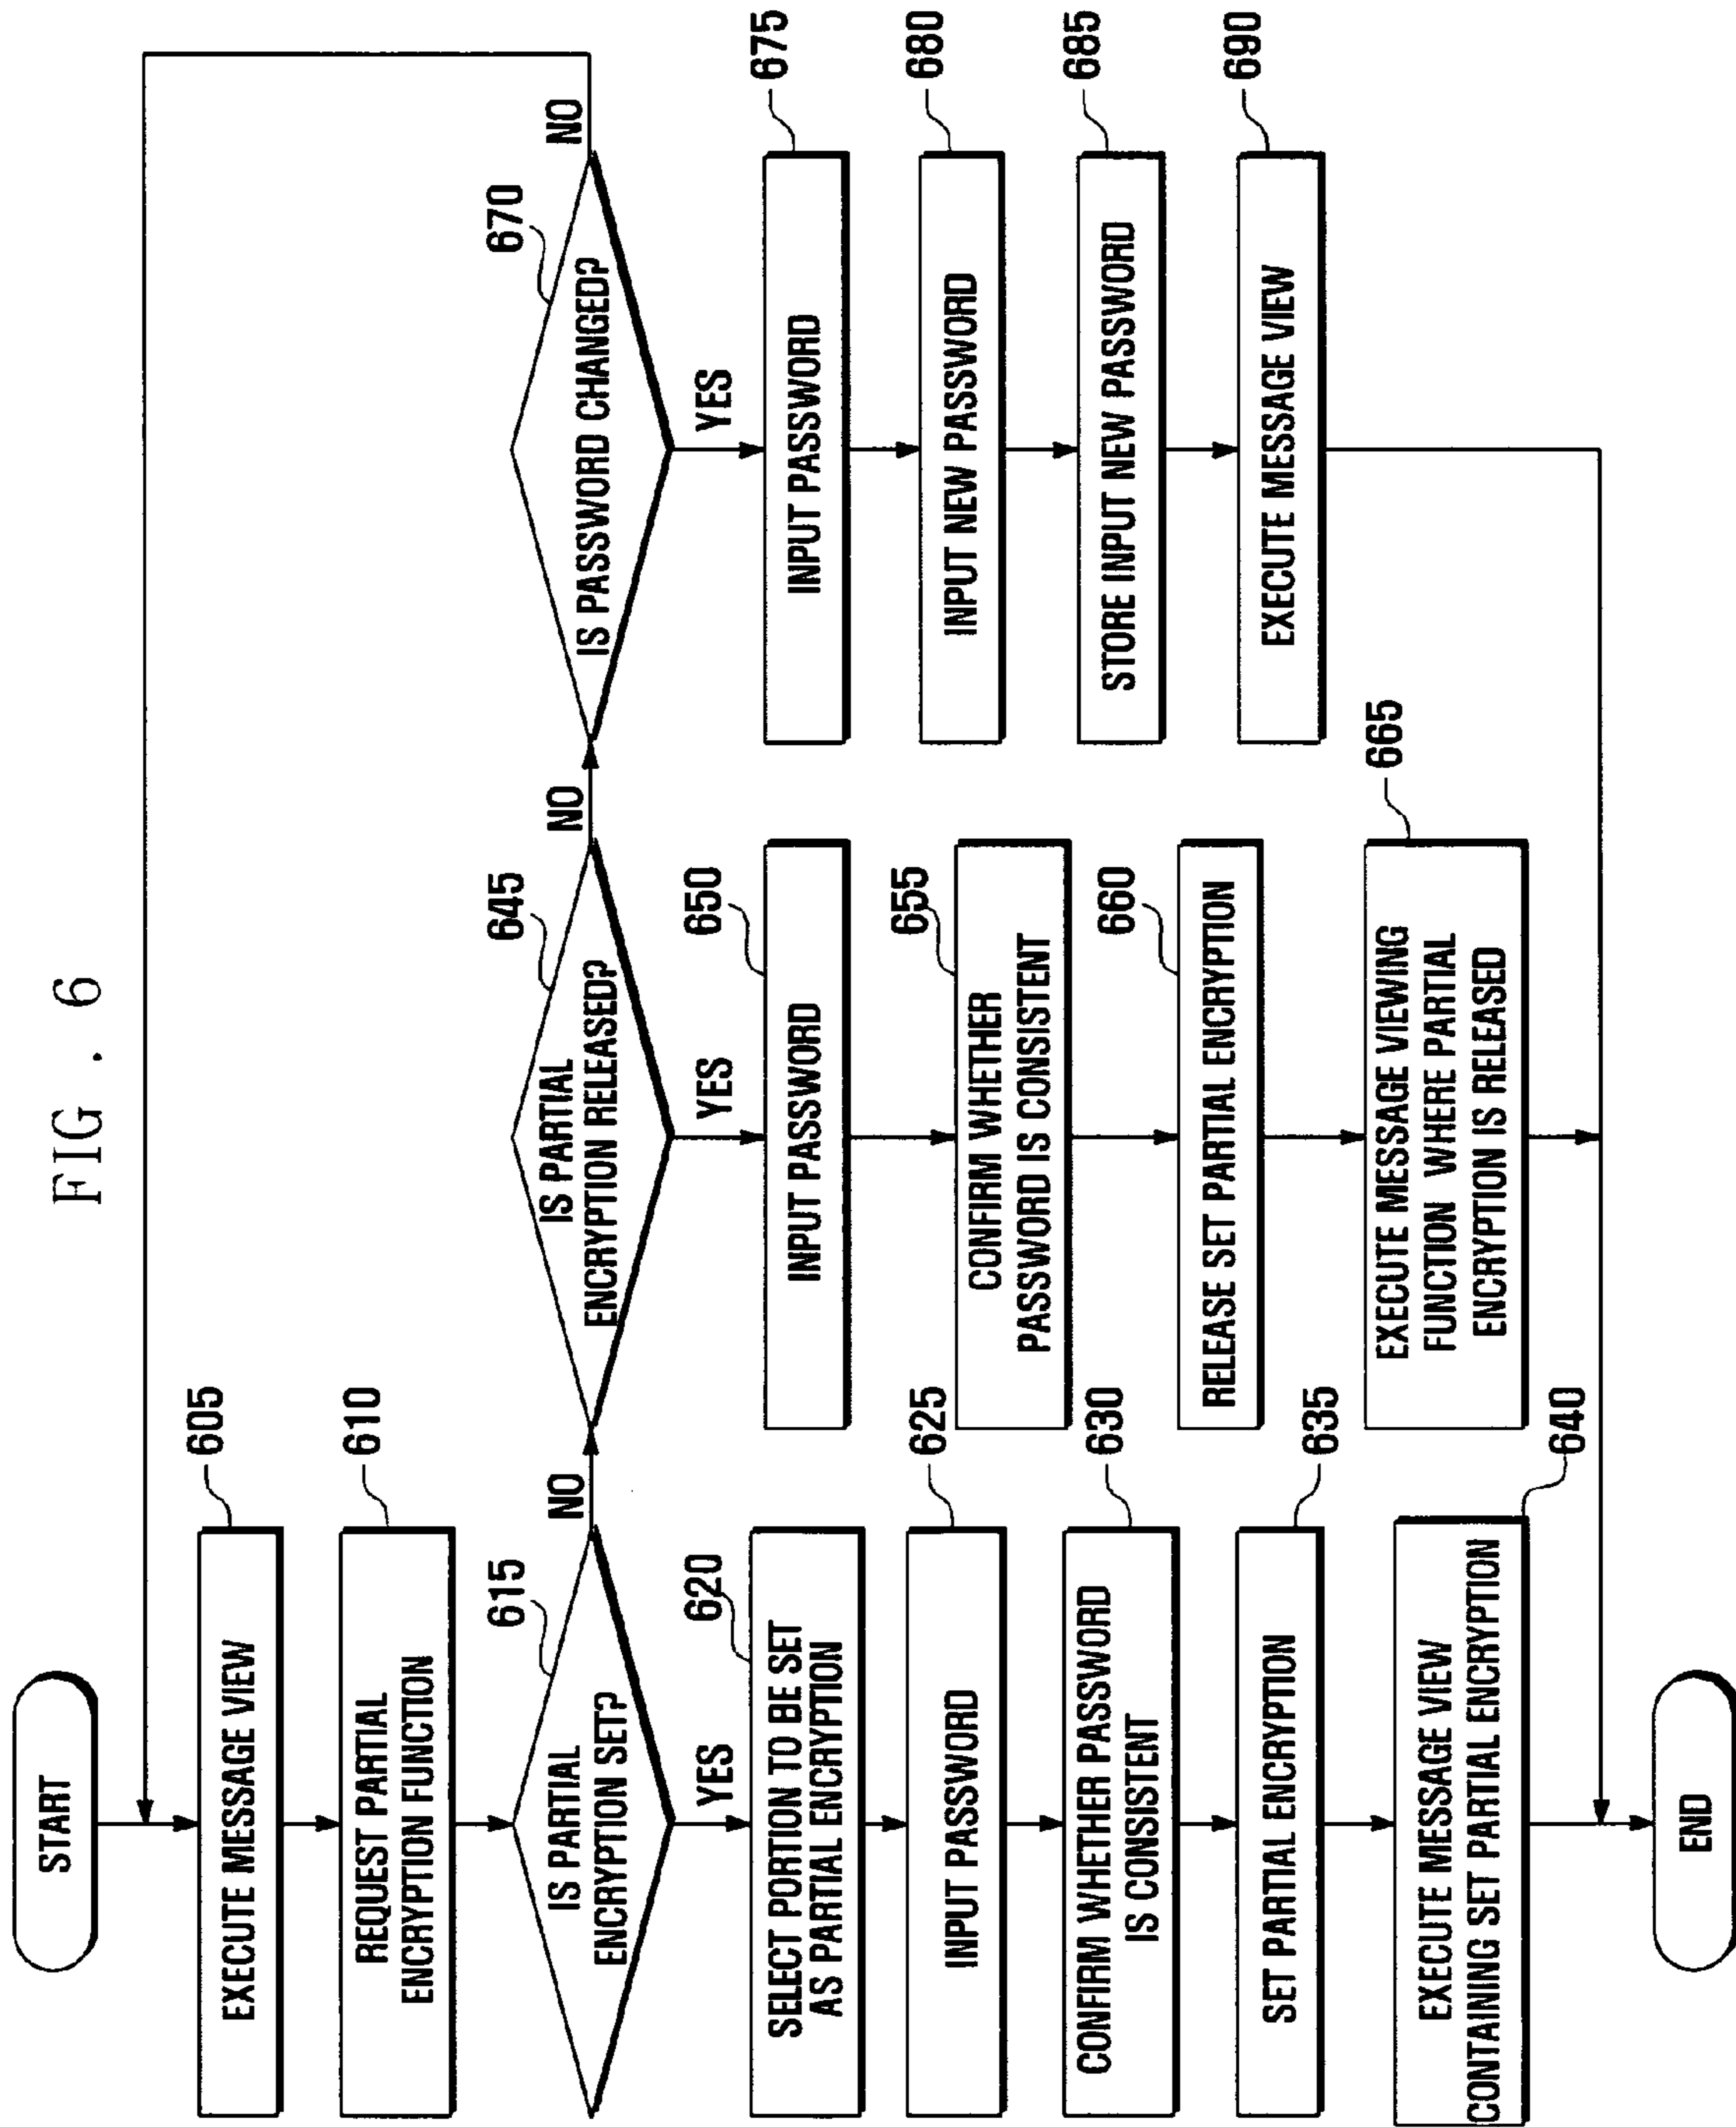 FIG . 6
START
EXECUTE MESSAGE VIEW
605
REQUEST PARTIAL
ENCRYPTION FUNCTION
610
IS PARTIAL
ENCRYPTION SET?
615
NO
YES
SELECT PORTION TO BE SET
AS PARTIAL ENCRYPTION
620
INPUT PASSWORD
625
CONFIRM WHETHER PASSWORD
IS CONSISTENT
630
SET PARTIAL ENCRYPTION
635
EXECUTE MESSAGE VIEW
CONTAINING SET PARTIAL ENCRYPTION
640
IS PARTIAL
ENCRYPTION RELEASED?
645
NO
YES
INPUT PASSWORD
650
CONFIRM WHETHER
PASSWORD IS CONSISTENT
655
RELEASE SET PARTIAL ENCRYPTION
660
EXECUTE MESSAGE VIEWING
FUNCTION WHERE PARTIAL
ENCRYPTION IS RELEASED
665
IS PASSWORD CHANGED?
670
NO
YES
INPUT PASSWORD
675
INPUT NEW PASSWORD
680
STORE INPUT NEW PASSWORD
685
EXECUTE MESSAGE VIEW
690
END